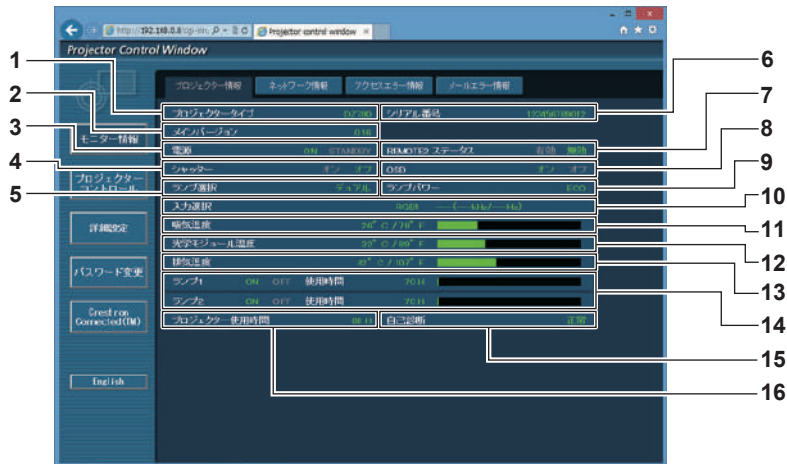 Projector control window
Projector Control Window
プロジェクター情報 ネットワーク情報 アクセスエラー情報 メールエラー情報
モニター情報
プロジェクター
コントロール
詳細設定
パスワード変更
Crestron
Connected(TM)
English
プロジェクタータイプ シリアル番号 123456789012
メインバージョン
電源 ON STANDBY REMOTE2 ステータス 有効 無効
シャッター オン オフ OSD オン オフ
ランプ選択 デュアル ランプパワー ECO
入力選択 RGB1
吸気温度
光学モジュール温度
排気温度
ランプ1 ON OFF 使用時間 70 H
ランプ2 ON OFF 使用時間 70 H
プロジェクター使用時間 自己診断 正常
1
2
3
4
5
6
7
8
9
10
11
12
13
14
15
16